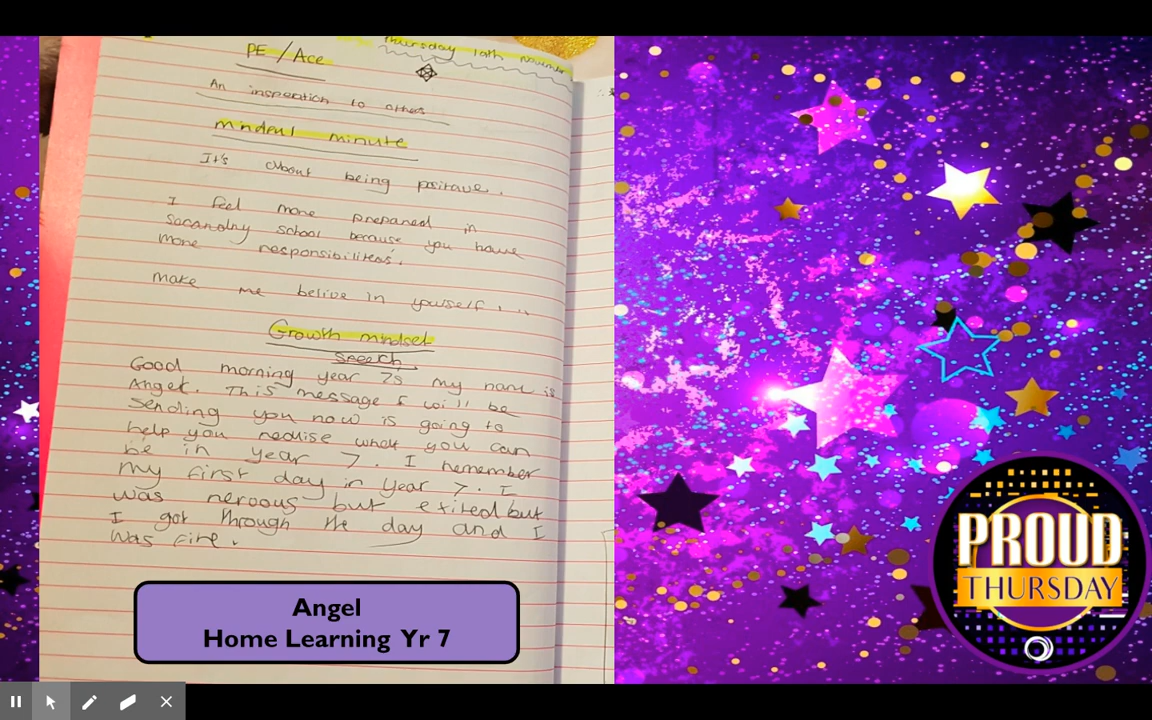 PE / Ace
Thursday 10th November
An inspection to others
mindful minute
It's about being positive.
I feel more prepared in
secondry school because you have
more responsibilites.
make me belive in yourself...
Growth mindset
Speech
Good morning year 7s my name is
Angel. This message I will be
sending you now is going to
help you realise what you can
be in year 7. I remember
my first day in year 7. I
was nervous but exited but
I got through the day and I
was fine.
Angel
Home Learning Yr 7
PROUD
THURSDAY